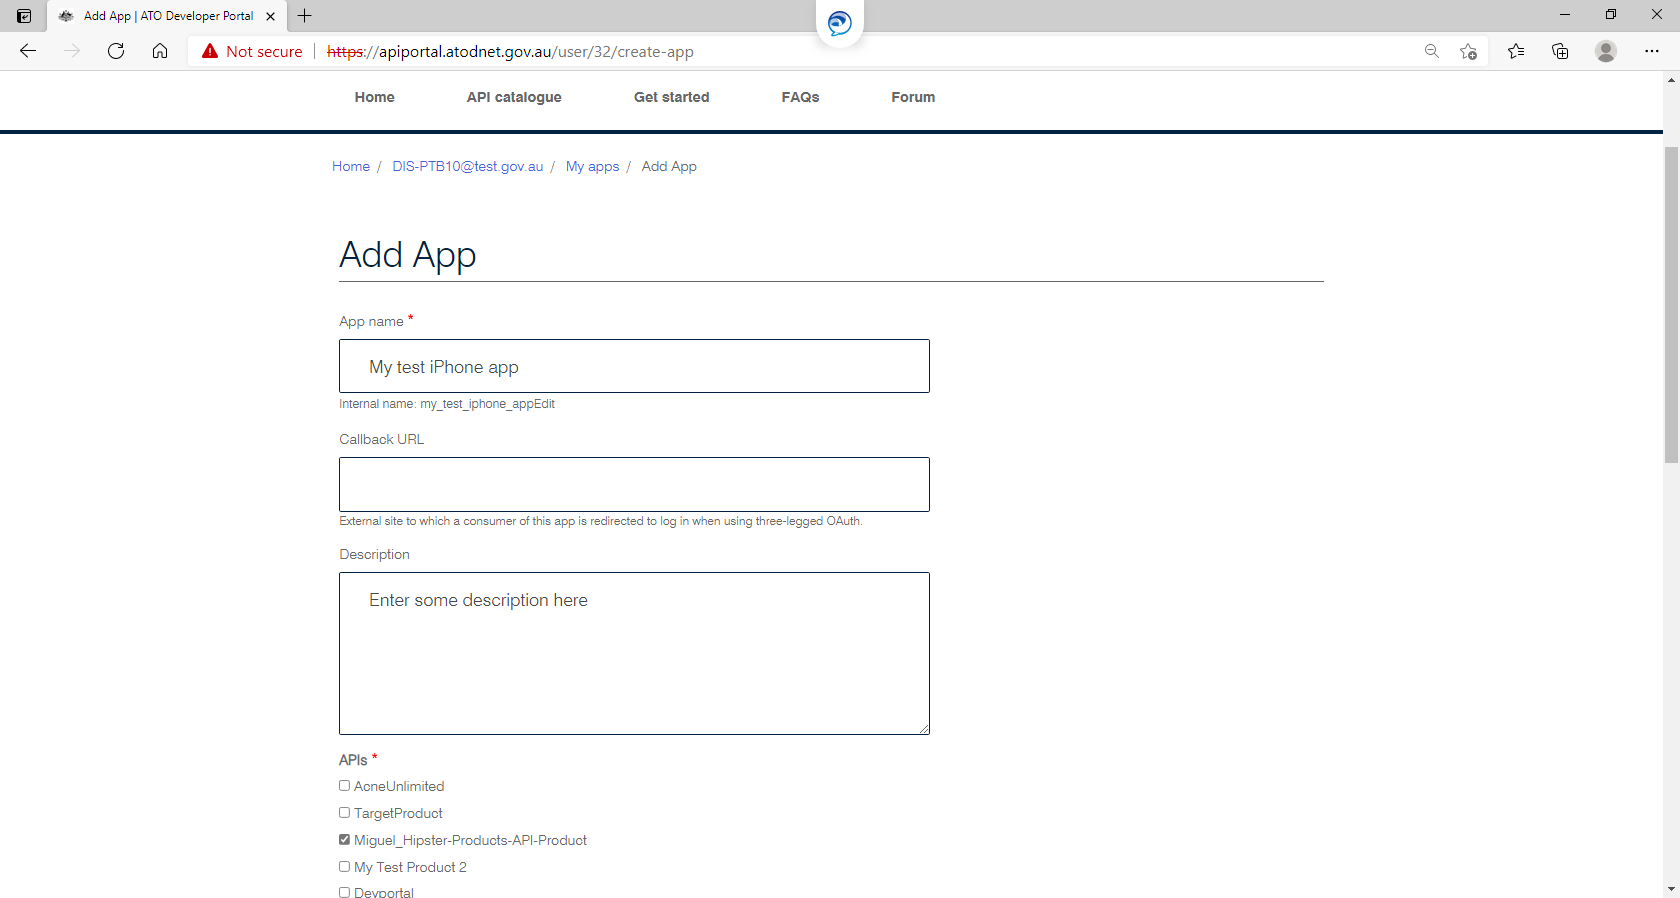 Add App | ATO Developer Portal
Not secure https://apiportal.atodnet.gov.au/user/32/create-app
Home API catalogue Get started FAQs Forum
Home / DIS-PTB10@test.gov.au / My apps / Add App
Add App
App name *
My test iPhone app
Internal name: my_test_iphone_appEdit
Callback URL
External site to which a consumer of this app is redirected to log in when using three-legged OAuth.
Description
Enter some description here
APIs *
AcneUnlimited
TargetProduct
Miguel_Hipster-Products-API-Product
My Test Product 2
Devportal